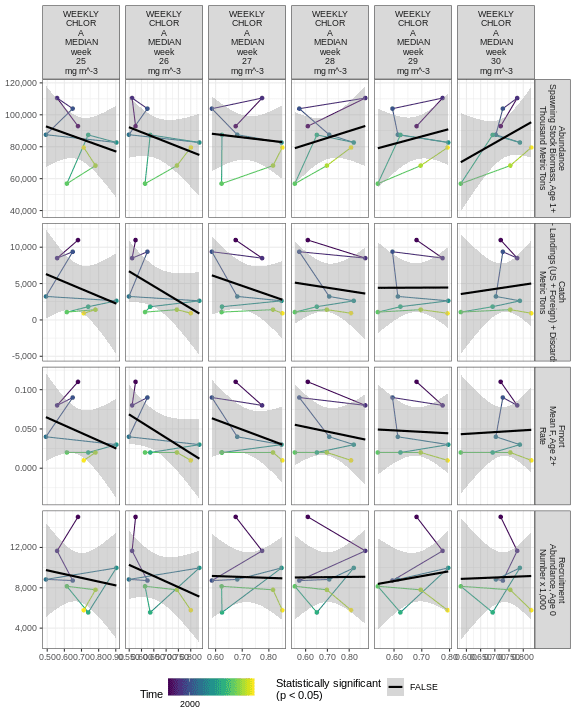 WEEKLY WEEKLY WEEKLY WEEKLY WEEKLY WEEKLY
CHLOR CHLOR CHLOR CHLOR CHLOR CHLOR
A A A A A A
MEDIAN MEDIAN MEDIAN MEDIAN MEDIAN MEDIAN
week week week week week week
25 26 27 28 29 30
mg m^-3 mg m^-3 mg m^-3 mg m^-3 mg m^-3 mg m^-3
120,000
100,000
80,000
60,000
40,000
Abundance
Spawning Stock Biomass, Age 1+
Thousand Metric Tons
10,000
5,000
0
-5,000
Catch
- Landings (US + Foreign) + Discard
Metric Tons
0.100
0.050
0.000
Fmort
Mean F, Age 2+
Rate
12,000
8,000
4,000
Recruitment
Abundance, Age 0
Number x 1,000
0.500 0.600 0.700 0.800 0.60 0.70 0.80 0.60 0.70 0.80 0.60 0.70 0.800
Time
2000
Statistically significant
(p < 0.05)
FALSE